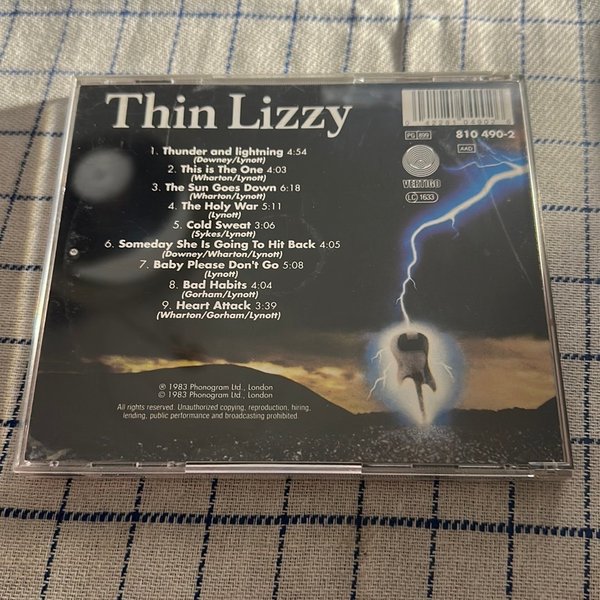 Thin Lizzy
1. Thunder and lightning 4:54
(Downey/Lynott)
2. This is The One 4:03
(Wharton/Lynott)
3. The Sun Goes Down 6:18
(Wharton/Lynott)
4. The Holy War 5:11
(Lynott)
5. Cold Sweat 3:06
(Sykes/Lynott)
6. Someday She Is Going To Hit Back 4:05
(Downey/Wharton/Lynott)
7. Baby Please Don't Go 5:08
(Lynott)
8. Bad Habits 4:04
(Gorham/Lynott)
9. Heart Attack 3:39
(Wharton/Gorham/Lynott)
℗ 1983 Phonogram Ltd., London
© 1983 Phonogram Ltd., London
All rights reserved. Unauthorized copying, reproduction, hiring,
lending, public performance and broadcasting prohibited.
PG 899 810 490-2
AAD
VERTIGO
LC 1633